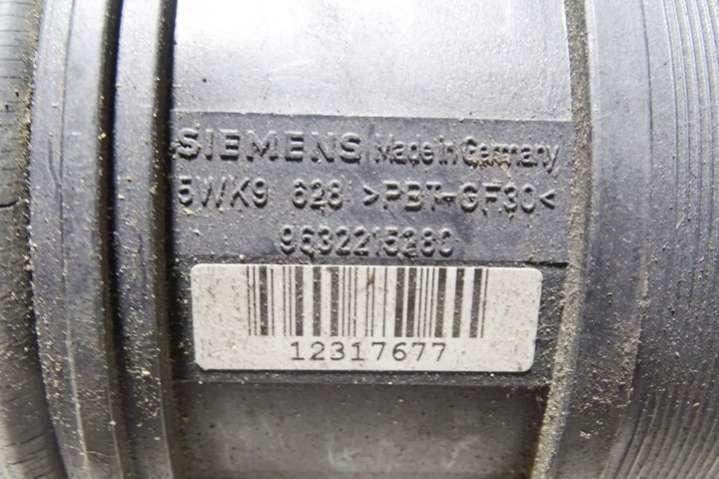 SIEMENS Made in Germany
5WK9 628 >PBT-GF30<
9632215280
12317677